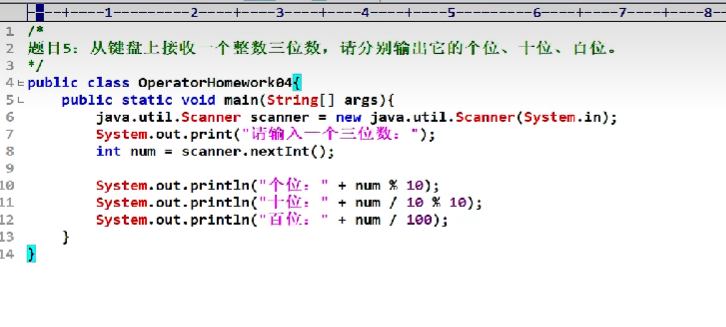 ----+----1----+----2----+----3----+----4----+----5----+----6----+----7----+----8--
1 /*
2 题目5：从键盘上接收一个整数三位数，请分别输出它的个位、十位、百位。
3 */
4 public class OperatorHomework04{
5     public static void main(String[] args){
6         java.util.Scanner scanner = new java.util.Scanner(System.in);
7         System.out.print("请输入一个三位数：");
8         int num = scanner.nextInt();
9
10         System.out.println("个位：" + num % 10);
11         System.out.println("十位：" + num / 10 % 10);
12         System.out.println("百位：" + num / 100);
13     }
14 }